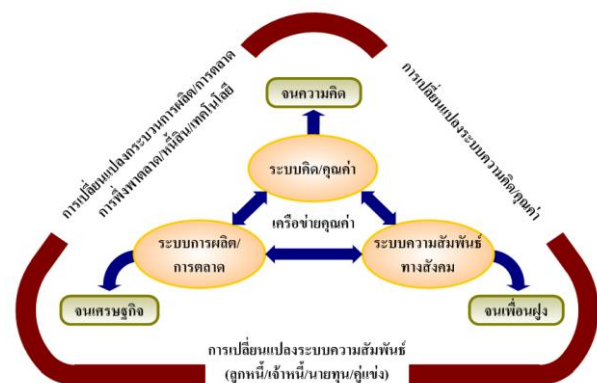 การเปลี่ยนแปลงกระบวนการผลิต/การตลาด
การพึ่งพาตลาด/หนี้สิน/เทคโนโลยี
การเปลี่ยนแปลงระบบความคิด/คุณค่า
จนความคิด
ระบบคิด/คุณค่า
เครือข่ายคุณค่า
ระบบการผลิต/
การตลาด
ระบบความสัมพันธ์
ทางสังคม
จนเศรษฐกิจ
จนเพื่อนฝูง
การเปลี่ยนแปลงระบบความสัมพันธ์
(ลูกหนี้/เจ้าหนี้/นายทุน/คู่แข่ง)